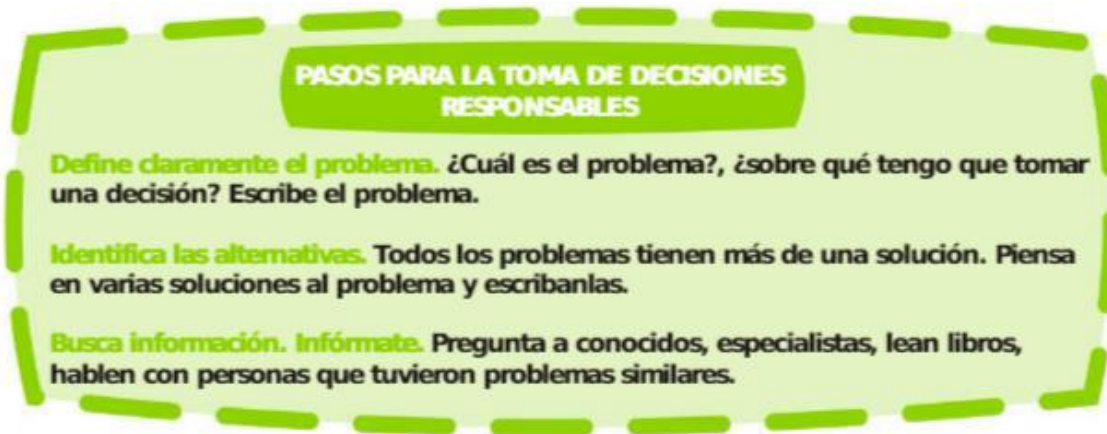 PASOS PARA LA TOMA DE DECISIONES
RESPONSABLES
Define claramente el problema. ¿Cuál es el problema?, ¿sobre qué tengo que tomar
una decisión? Escribe el problema.
Identifica las alternativas. Todos los problemas tienen más de una solución. Piensa
en varias soluciones al problema y escribanlas.
Busca información. Infórmate. Pregunta a conocidos, especialistas, lean libros,
hablen con personas que tuvieron problemas similares.